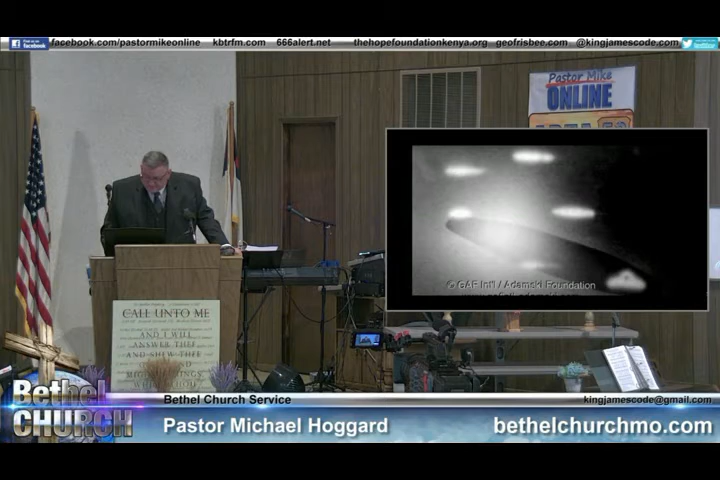 facebook.com/pastormikeonline kbtrfm.com 666alert.net thehopefoundationkenya.org geofrisbee.com @kingjamescode.com
Pastor Mike
ONLINE
© GAF Int'l / Adamski Foundation
CALL UNTO ME
AND I WILL
ANSWER THEE
AND SHEW THEE
Bethel Church Service
kingjamescode@gmail.com
Bethel
CHURCH
Pastor Michael Hoggard
bethelchurchmo.com